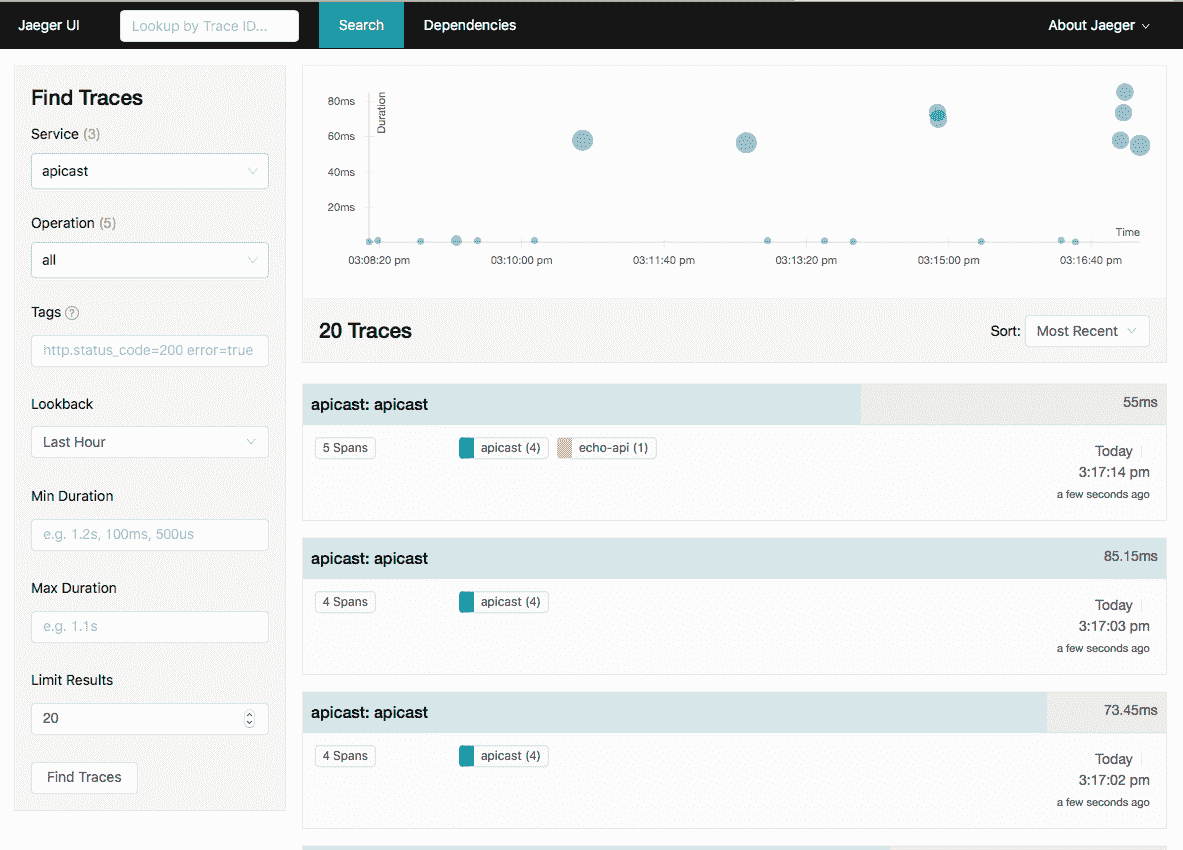 Jaeger UI
Lookup by Trace ID...
Search
Dependencies
About Jaeger
Find Traces
Service (3)
apicast
Operation (5)
all
Tags ?
http.status_code=200 error=true
Lookback
Last Hour
Min Duration
e.g. 1.2s, 100ms, 500us
Max Duration
e.g. 1.1s
Limit Results
20
Find Traces
Duration
80ms
60ms
40ms
20ms
Time
03:08:20 pm 03:10:00 pm 03:11:40 pm 03:13:20 pm 03:15:00 pm 03:16:40 pm
20 Traces
Sort: Most Recent
apicast: apicast 55ms
5 Spans apicast (4) echo-api (1)
Today
3:17:14 pm
a few seconds ago
apicast: apicast 85.15ms
4 Spans apicast (4)
Today
3:17:03 pm
a few seconds ago
apicast: apicast 73.45ms
4 Spans apicast (4)
Today
3:17:02 pm
a few seconds ago